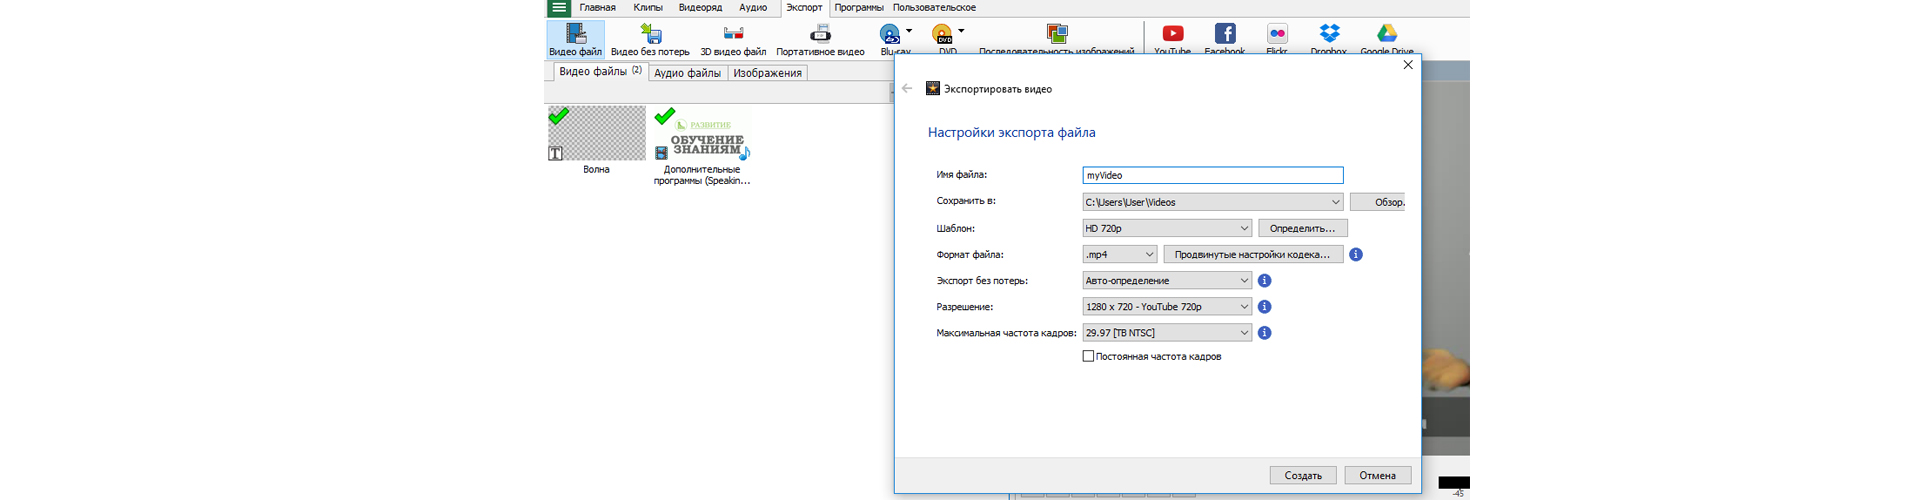 Главная Клипы Видеоряд Аудио Экспорт Программы Пользовательское
Видео файл Видео без потерь 3D видео файл Портативное видео Blu-ray DVD Последовательность изображений YouTube Facebook Flickr Dropbox Google Drive
Видео файлы (2) Аудио файлы Изображения
РАЗВИТИЕ
ОБУЧЕНИЕ
ЗНАНИЯМ
T
Волна
Дополнительные
программы (Speakin...
Экспортировать видео
Настройки экспорта файла
Имя файла: myVideo
Сохранить в: C:\Users\User\Videos Обзор.
Шаблон: HD 720p Определить...
Формат файла: .mp4 Продвинутые настройки кодека...
Экспорт без потерь: Авто-определение
Разрешение: 1280 x 720 - YouTube 720p
Максимальная частота кадров: 29.97 [ТВ NTSC]
Постоянная частота кадров
Создать Отмена
-45